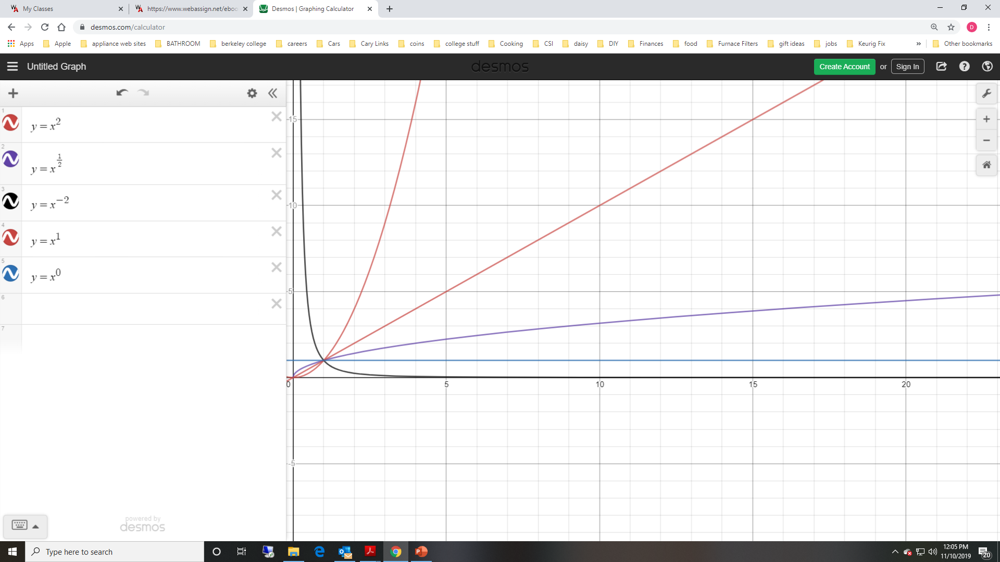 My Classes
https://www.webassign.net/eboo
Desmos | Graphing Calculator
desmos.com/calculator
D
Apps
Apple
appliance web sites
BATHROOM
berkeley college
careers
Cars
Cary Links
coins
college stuff
Cooking
CSI
daisy
DIY
Finances
food
Furnace Filters
gift ideas
jobs
Keurig Fix
»
Other bookmarks
Untitled Graph
desmos
Create Account
or
Sign In
1
y = x^2
2
y = x^{1/2}
3
y = x^{-2}
4
y = x^1
5
y = x^0
6
7
15
10
5
0
5
10
15
20
-5
powered by
desmos
Type here to search
12:05 PM
11/10/2019
20